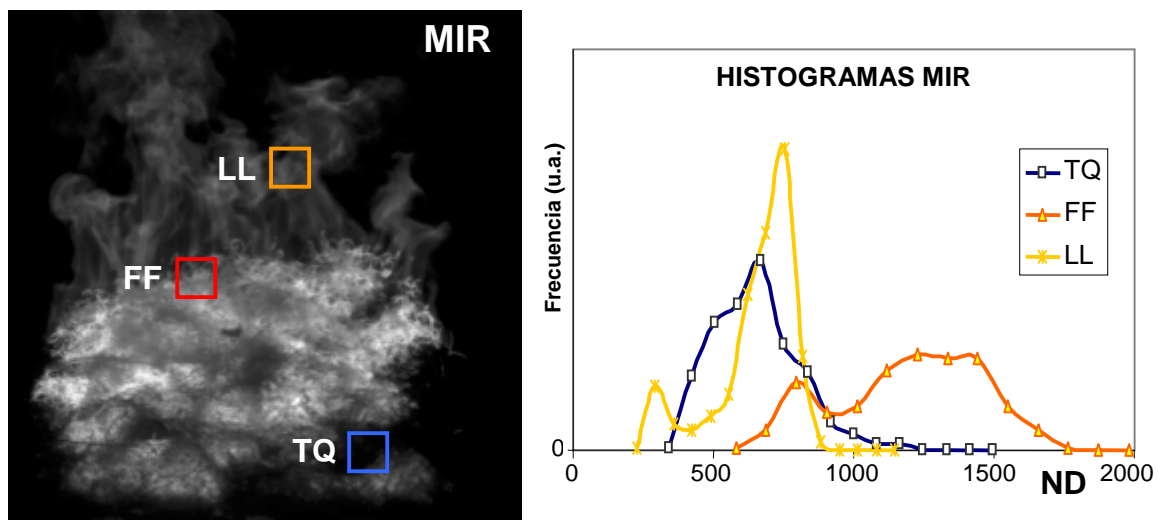 MIR
LL
FF
TQ
HISTOGRAMAS MIR
Frecuencia (u.a.)
TQ
FF
LL
0
0 500 1000 1500 2000
ND